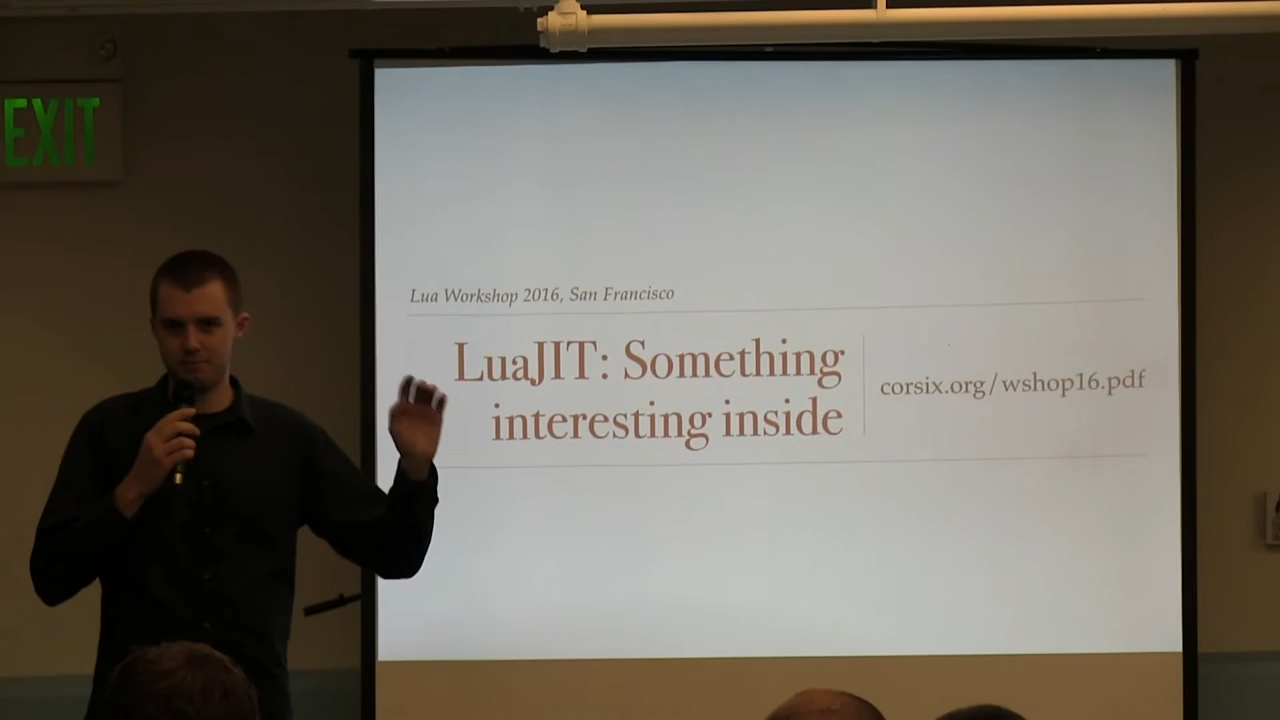 EXIT
Lua Workshop 2016, San Francisco
LuaJIT: Something
interesting inside
corsix.org/wshop16.pdf